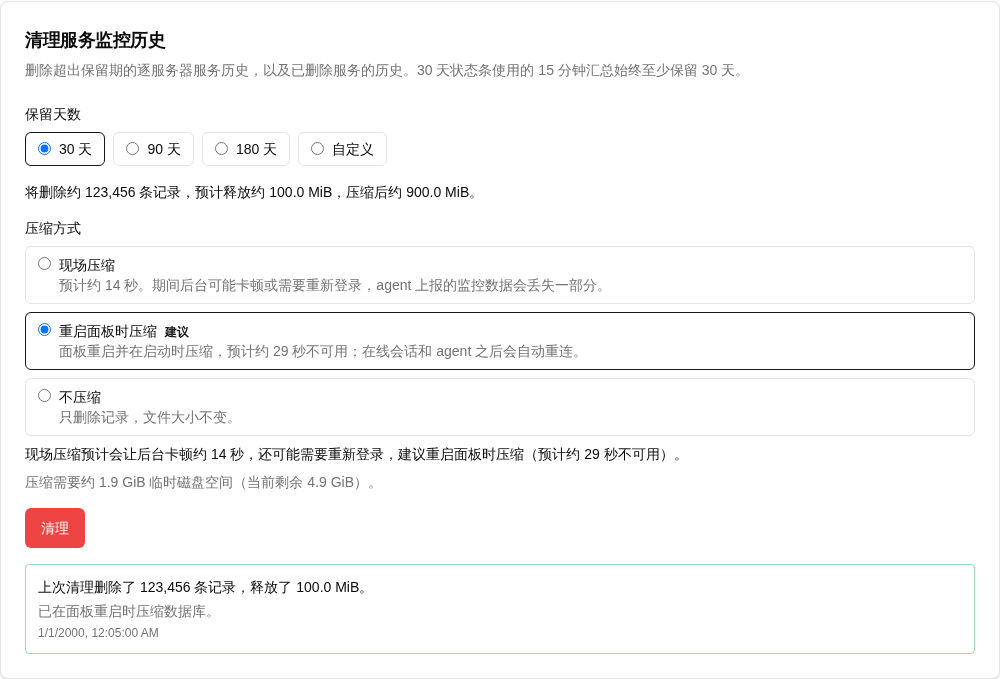 清理服务监控历史
删除超出保留期的逐服务器服务历史，以及已删除服务的历史。30 天状态条使用的 15 分钟汇总始终至少保留 30 天。
保留天数
30 天
90 天
180 天
自定义
将删除约 123,456 条记录，预计释放约 100.0 MiB，压缩后约 900.0 MiB。
压缩方式
现场压缩
预计约 14 秒。期间后台可能卡顿或需要重新登录，agent 上报的监控数据会丢失一部分。
重启面板时压缩 建议
面板重启并在启动时压缩，预计约 29 秒不可用；在线会话和 agent 之后会自动重连。
不压缩
只删除记录，文件大小不变。
现场压缩预计会让后台卡顿约 14 秒，还可能需要重新登录，建议重启面板时压缩（预计约 29 秒不可用）。
压缩需要约 1.9 GiB 临时磁盘空间（当前剩余 4.9 GiB）。
清理
上次清理删除了 123,456 条记录，释放了 100.0 MiB。
已在面板重启时压缩数据库。
1/1/2000, 12:05:00 AM